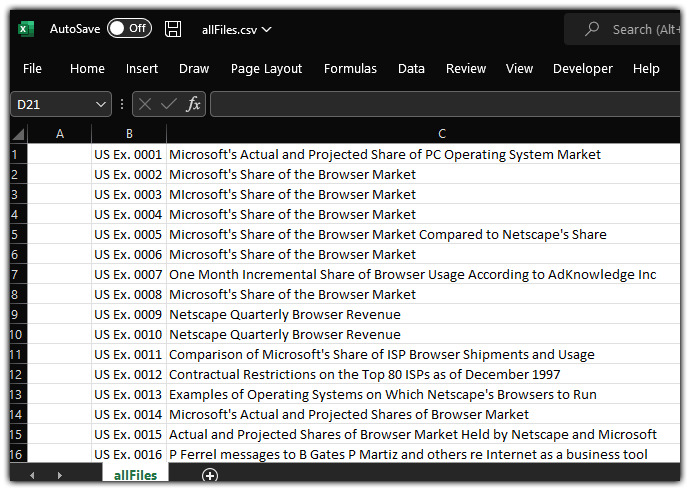 AutoSave Off allFiles.csv Search (Alt+
File Home Insert Draw Page Layout Formulas Data Review View Developer Help
D21 fx
A B C
1 US Ex. 0001 Microsoft's Actual and Projected Share of PC Operating System Market
2 US Ex. 0002 Microsoft's Share of the Browser Market
3 US Ex. 0003 MIcrosoft's Share of the Browser Market
4 US Ex. 0004 Microsoft's Share of the Browser Market
5 US Ex. 0005 Microsoft's Share of the Browser Market Compared to Netscape's Share
6 US Ex. 0006 Microsoft's Share of the Browser Market
7 US Ex. 0007 One Month Incremental Share of Browser Usage According to AdKnowledge Inc
8 US Ex. 0008 Microsoft's Share of the Browser Market
9 US Ex. 0009 Netscape Quarterly Browser Revenue
10 US Ex. 0010 Netscape Quarterly Browser Revenue
11 US Ex. 0011 Comparison of Microsoft's Share of ISP Browser Shipments and Usage
12 US Ex. 0012 Contractual Restrictions on the Top 80 ISPs as of December 1997
13 US Ex. 0013 Examples of Operating Systems on Which Netscape's Browsers to Run
14 US Ex. 0014 Microsoft's Actual and Projected Shares of Browser Market
15 US Ex. 0015 Actual and Projected Shares of Browser Market Held by Netscape and Microsoft
16 US Ex. 0016 P Ferrel messages to B Gates P Martiz and others re Internet as a business tool
allFiles